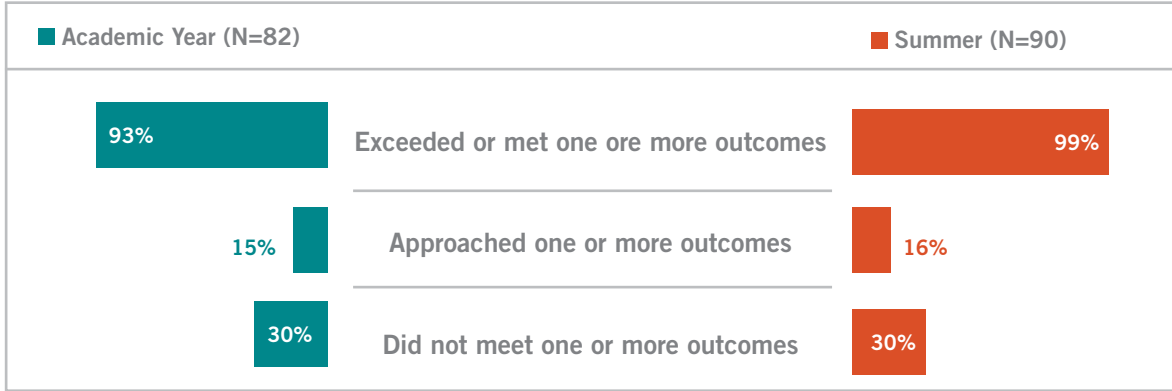 Academic Year (N=82)
Summer (N=90)
93%
Exceeded or met one ore more outcomes
99%
15%
Approached one or more outcomes
16%
30%
Did not meet one or more outcomes
30%